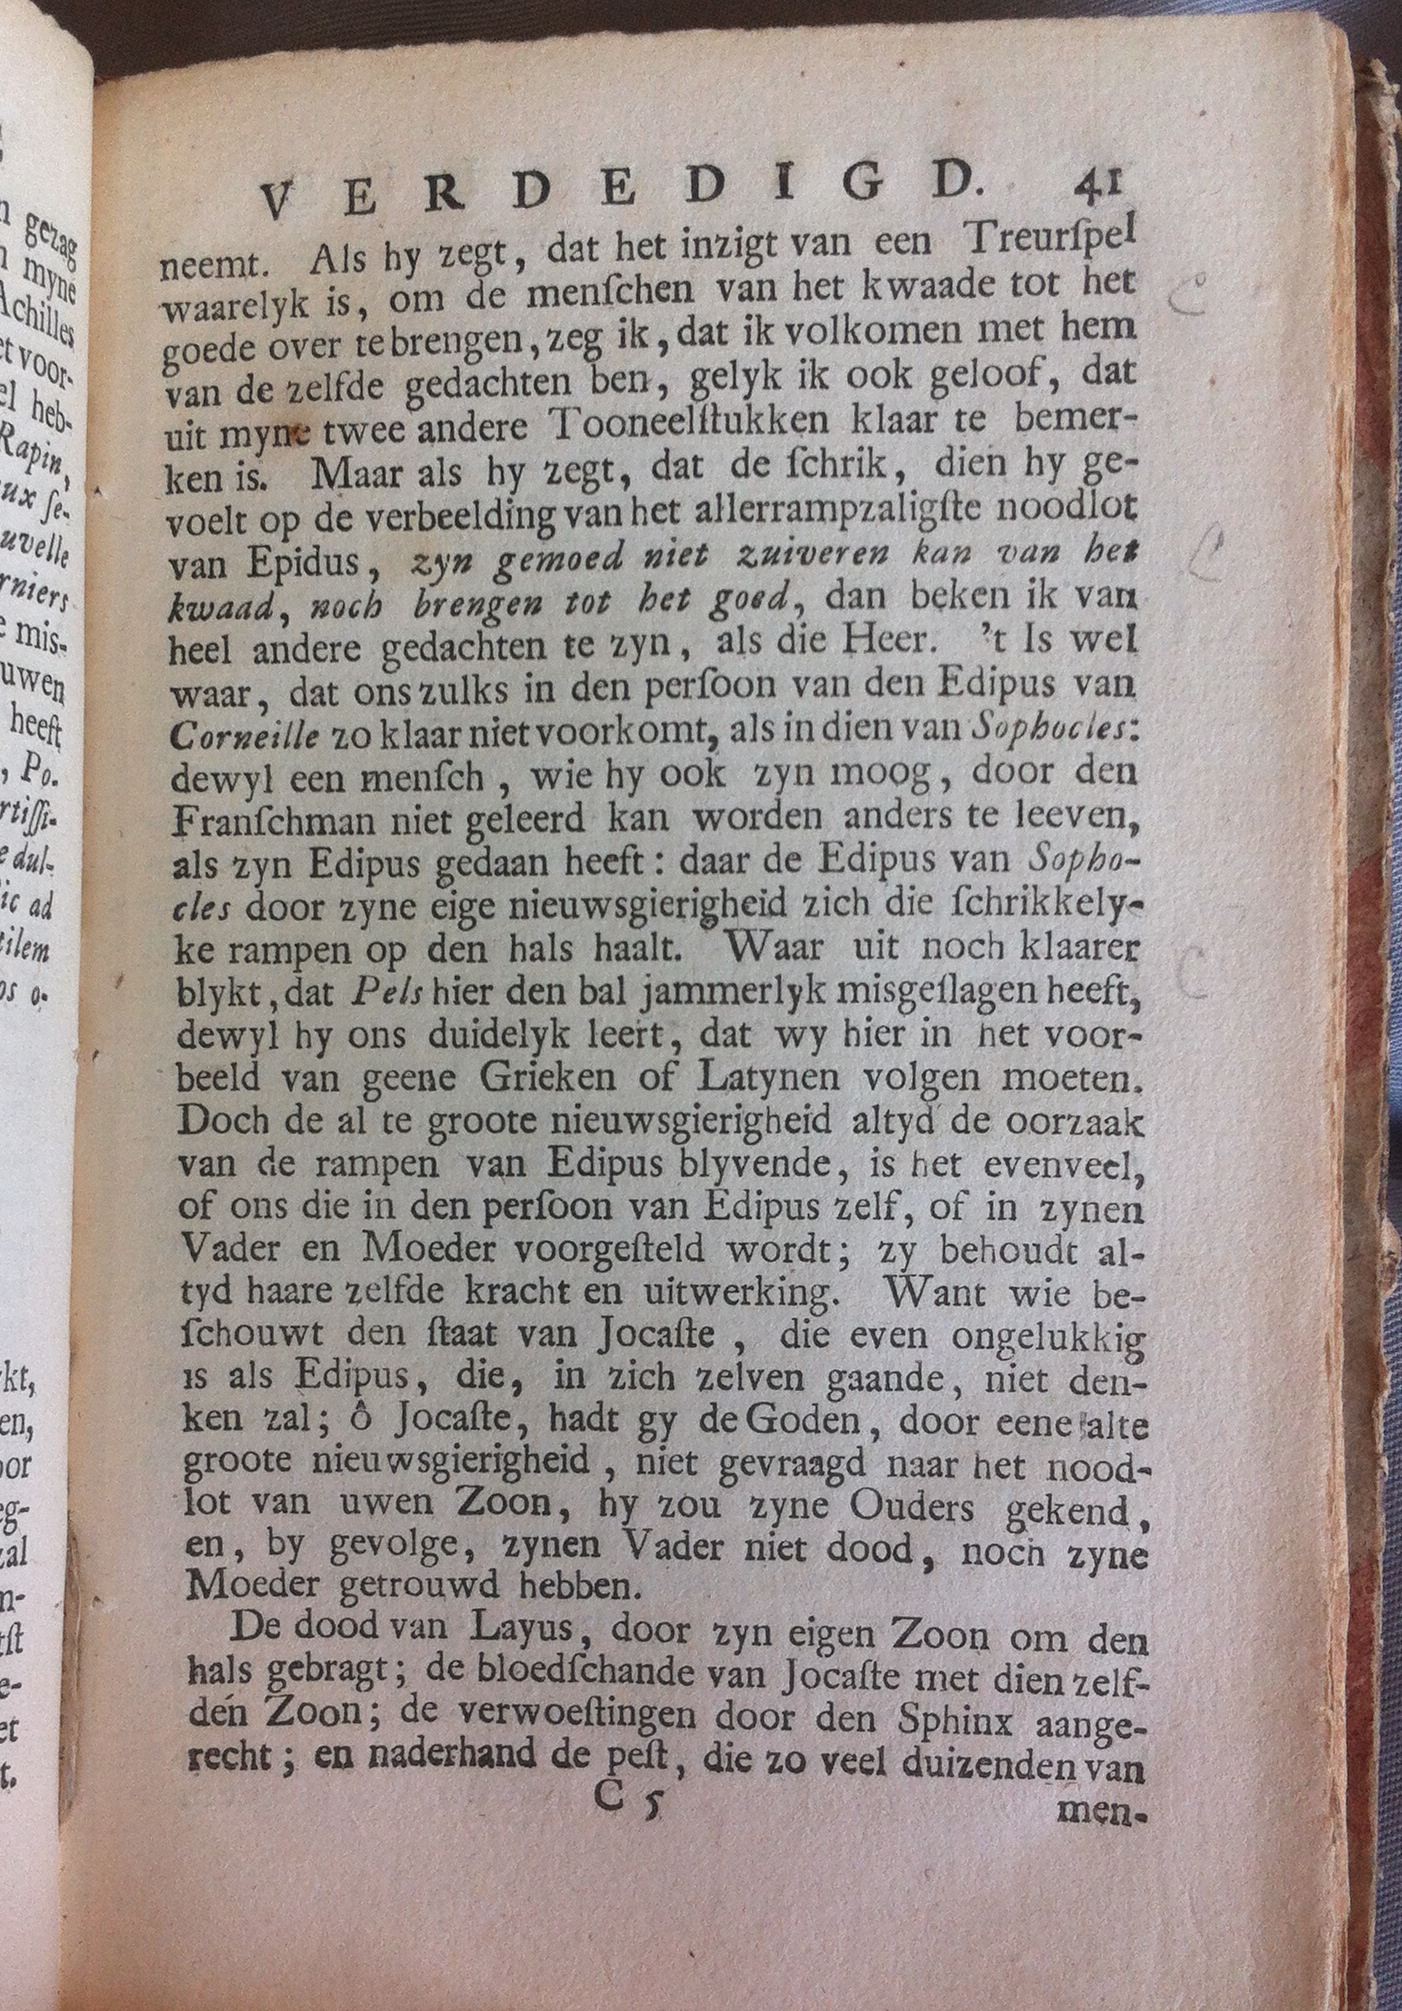 VERDEDIGD. 41
neemt. Als hy zegt, dat het inzigt van een Treurſpel
waarelyk is, om de menſchen van het kwaade tot het
goede over te brengen, zeg ik, dat ik volkomen met hem
van de zelfde gedachten ben, gelyk ik ook geloof, dat
uit myne twee andere Tooneelſtukken klaar te bemer-
ken is. Maar als hy zegt, dat de ſchrik, dien hy ge-
voelt op de verbeelding van het allerrampzaligſte noodlot
van Epidus, zyn gemoed niet zuiveren kan van het
kwaad, noch brengen tot het goed, dan beken ik van
heel andere gedachten te zyn, als die Heer. 't Is wel
waar, dat ons zulks in den perſoon van den Edipus van
Corneille zo klaar niet voorkomt, als in dien van Sophocles:
dewyl een menſch, wie hy ook zyn moog, door den
Franſchman niet geleerd kan worden anders te leeven,
als zyn Edipus gedaan heeft: daar de Edipus van Sopho-
cles door zyne eige nieuwsgierigheid zich die ſchrikkely-
ke rampen op den hals haalt. Waar uit noch klaarer
blykt, dat Pels hier den bal jammerlyk misgeſlagen heeft,
dewyl hy ons duidelyk leert, dat wy hier in het voor-
beeld van geene Grieken of Latynen volgen moeten.
Doch de al te groote nieuwsgierigheid altyd de oorzaak
van de rampen van Edipus blyvende, is het evenveel,
of ons die in den perſoon van Edipus zelf, of in zynen
Vader en Moeder voorgeſteld wordt; zy behoudt al-
tyd haare zelfde kracht en uitwerking. Want wie be-
ſchouwt den ſtaat van Jocaſte, die even ongelukkig
is als Edipus, die, in zich zelven gaande, niet den-
ken zal; ô Jocaſte, hadt gy de Goden, door eene alte
groote nieuwsgierigheid, niet gevraagd naar het nood-
lot van uwen Zoon, hy zou zyne Ouders gekend,
en, by gevolge, zynen Vader niet dood, noch zyne
Moeder getrouwd hebben.
De dood van Layus, door zyn eigen Zoon om den
hals gebragt; de bloedſchande van Jocaſte met dien zelf-
den Zoon; de verwoeſtingen door den Sphinx aange-
recht; en naderhand de peſt, die zo veel duizenden van
C 5 men-